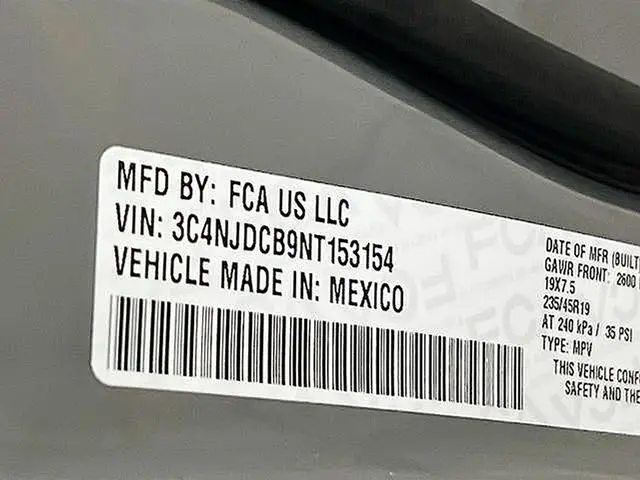 MFD BY: FCA US LLC
VIN: 3C4NJDCB9NT153154
VEHICLE MADE IN: MEXICO
DATE OF MFR (BUILT)
GAWR FRONT: 2600
19X7.5
235/45R19
AT 240 kPa / 35 PSI
TYPE: MPV
THIS VEHICLE CONF
SAFETY AND THE